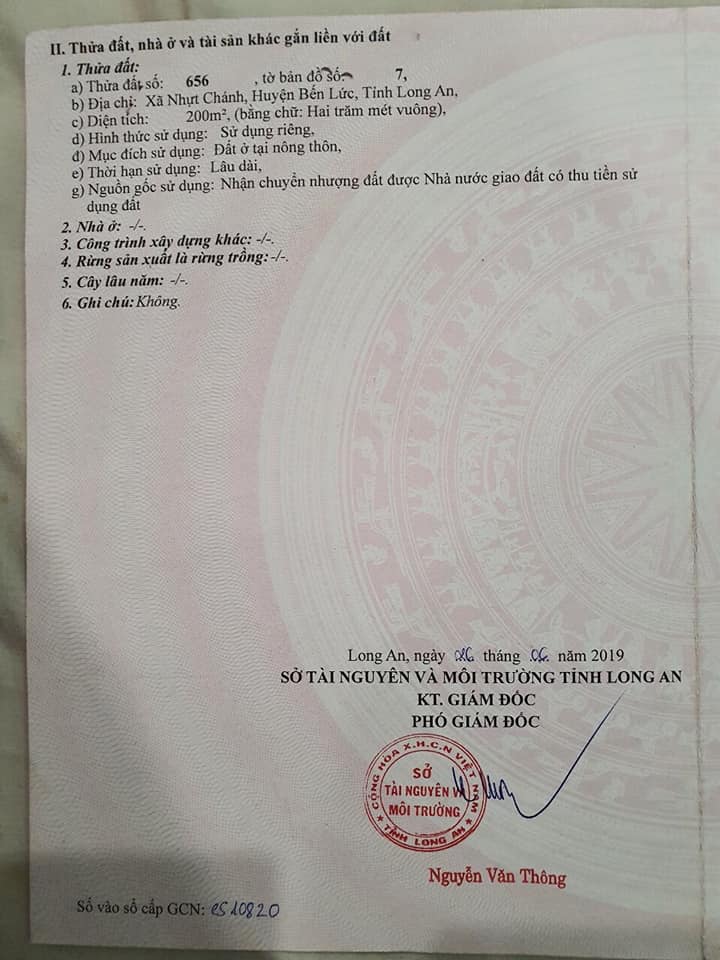 II. Thửa đất, nhà ở và tài sản khác gắn liền với đất
1. Thửa đất:
a) Thửa đất số: 656 , tờ bản đồ số: 7,
b) Địa chỉ: Xã Nhựt Chánh, Huyện Bến Lức, Tỉnh Long An,
c) Diện tích: 200m², (bằng chữ: Hai trăm mét vuông),
d) Hình thức sử dụng: Sử dụng riêng,
đ) Mục đích sử dụng: Đất ở tại nông thôn,
e) Thời hạn sử dụng: Lâu dài,
g) Nguồn gốc sử dụng: Nhận chuyển nhượng đất được Nhà nước giao đất có thu tiền sử
dụng đất
2. Nhà ở: -/-.
3. Công trình xây dựng khác: -/-.
4. Rừng sản xuất là rừng trồng: -/-.
5. Cây lâu năm: -/-.
6. Ghi chú: Không.
Long An, ngày 26 tháng 06 năm 2019
SỞ TÀI NGUYÊN VÀ MÔI TRƯỜNG TỈNH LONG AN
KT. GIÁM ĐỐC
PHÓ GIÁM ĐỐC
CỘNG HÒA X.H.C.N VIỆT NAM
SỞ
TÀI NGUYÊN VÀ
MÔI TRƯỜNG
★ TỈNH LONG AN ★
Nguyễn Văn Thông
Số vào sổ cấp GCN: CS10820